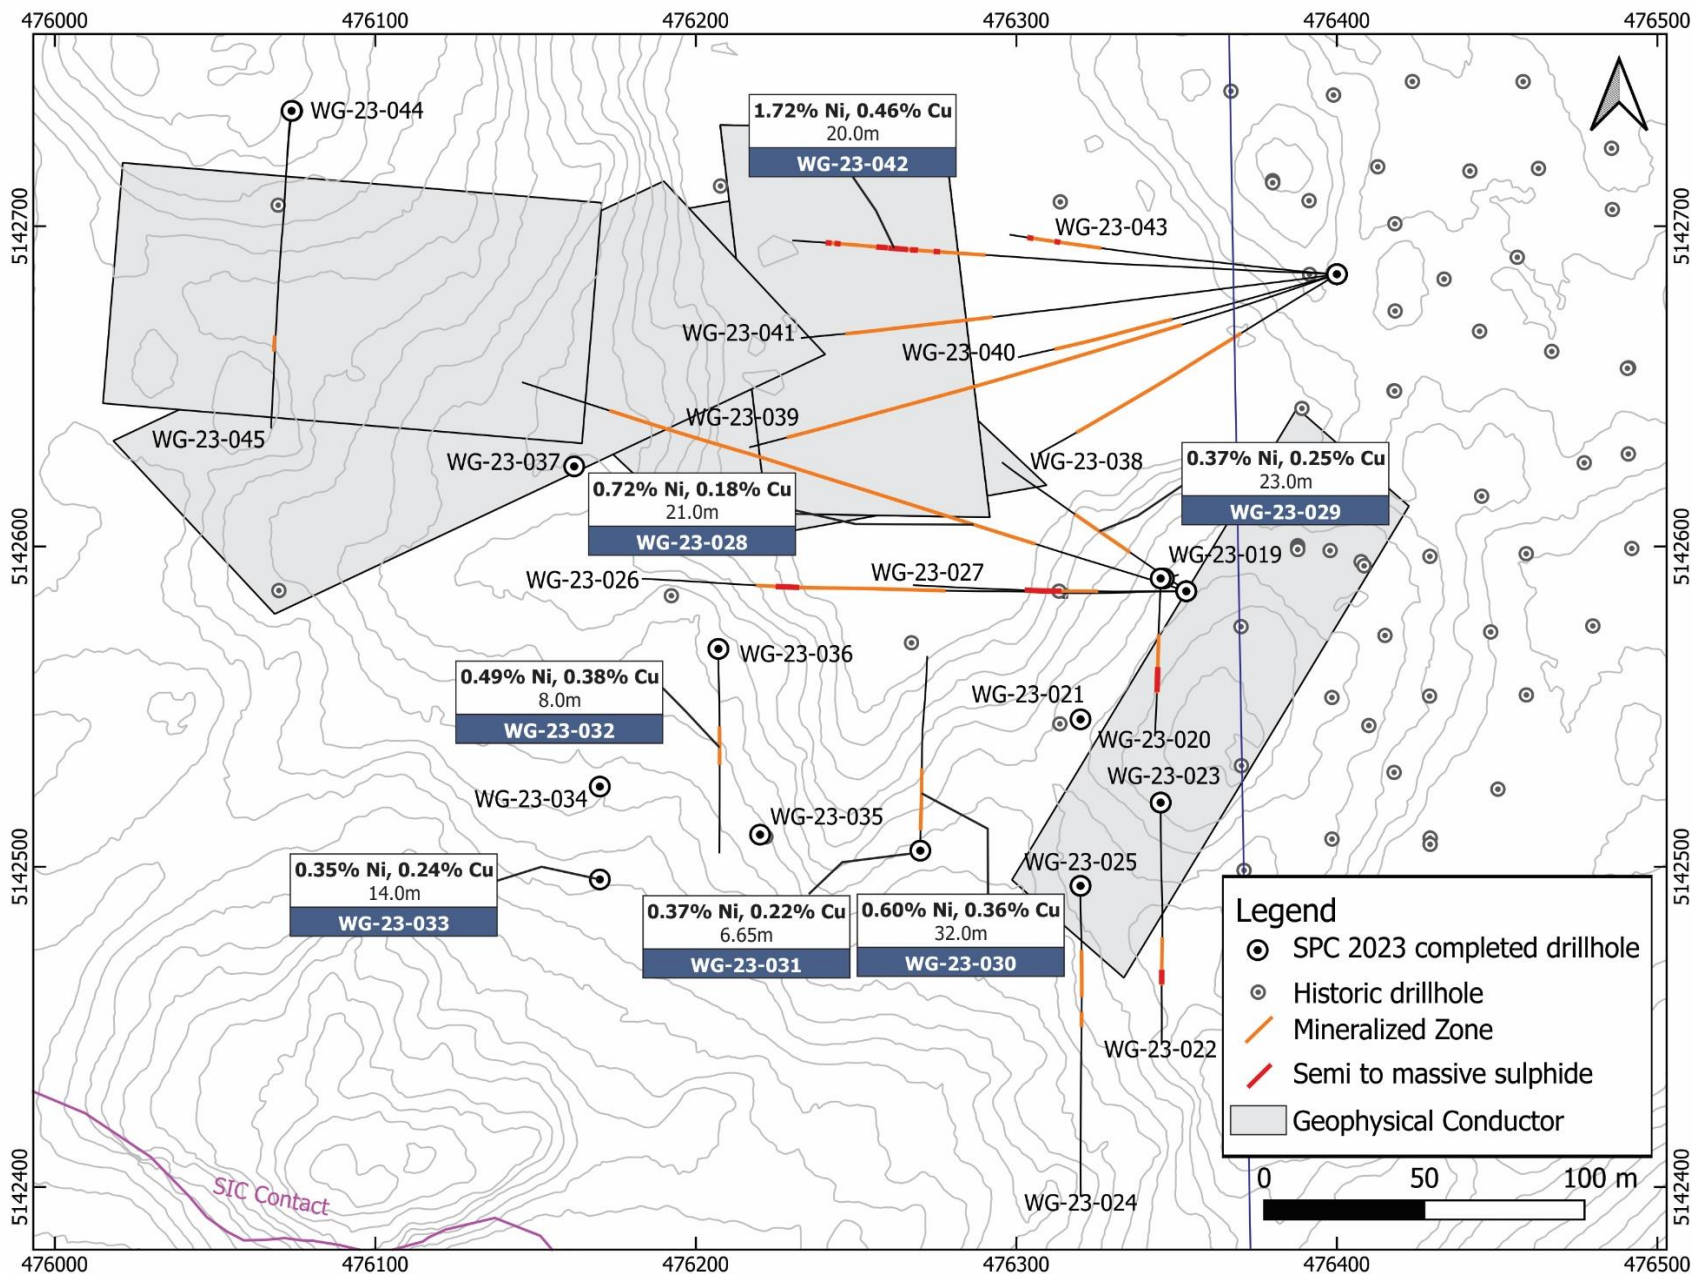 476000
476100
476200
476300
476400
476500
WG-23-044
1.72% Ni, 0.46% Cu
20.0m
WG-23-042
5142700
5142700
WG-23-043
WG-23-041
WG-23-040
WG-23-039
WG-23-045
WG-23-037
WG-23-038
0.37% Ni, 0.25% Cu
23.0m
WG-23-029
0.72% Ni, 0.18% Cu
21.0m
WG-23-028
5142600
5142600
WG-23-019
WG-23-026
WG-23-027
WG-23-036
0.49% Ni, 0.38% Cu
8.0m
WG-23-032
WG-23-021
WG-23-020
WG-23-023
WG-23-034
WG-23-035
5142500
5142500
WG-23-025
0.35% Ni, 0.24% Cu
14.0m
WG-23-033
0.37% Ni, 0.22% Cu
6.65m
WG-23-031
0.60% Ni, 0.36% Cu
32.0m
WG-23-030
WG-23-022
Legend
SPC 2023 completed drillhole
Historic drillhole
Mineralized Zone
Semi to massive sulphide
Geophysical Conductor
0
50
100 m
5142400
5142400
SIC Contact
WG-23-024
476000
476100
476200
476300
476400
476500